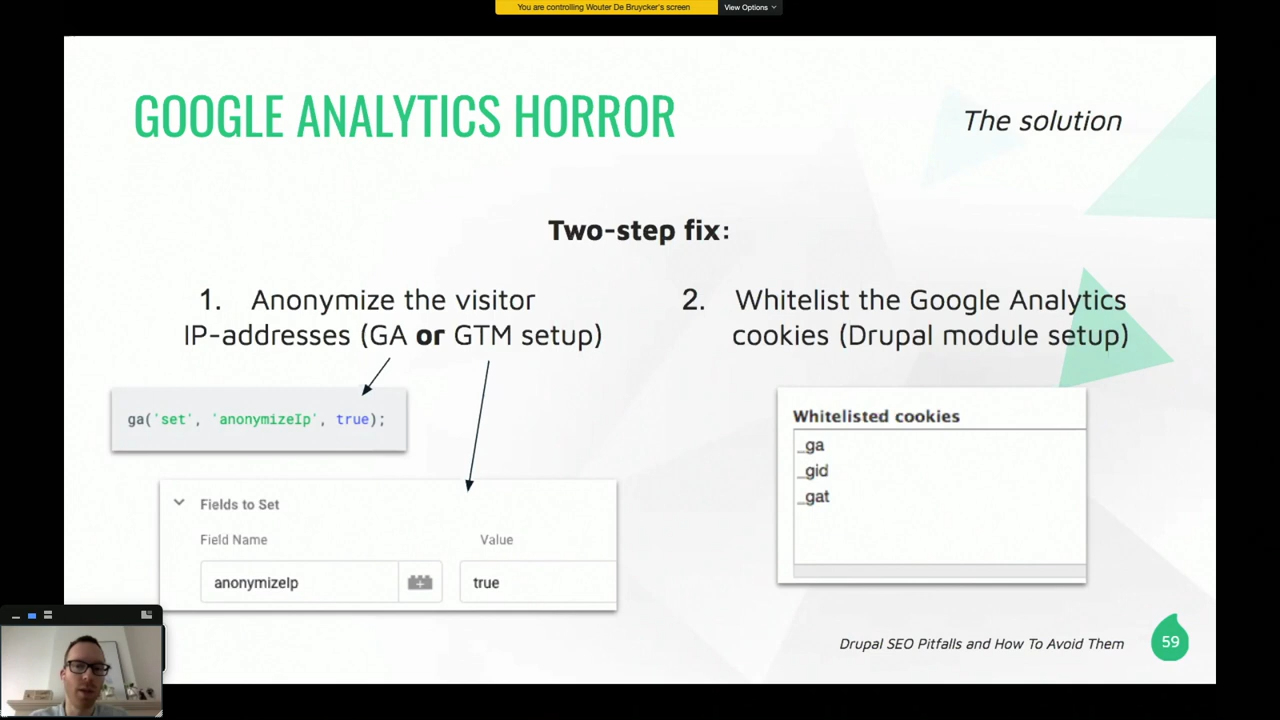 You are controlling Wouter De Bruycker's screen
View Options
GOOGLE ANALYTICS HORROR
The solution
Two-step fix:
1. Anonymize the visitor
IP-addresses (GA or GTM setup)
2. Whitelist the Google Analytics
cookies (Drupal module setup)
ga('set', 'anonymizeIp', true);
Fields to Set
Field Name
Value
anonymizeIp
true
Whitelisted cookies
_ga
_gid
_gat
Drupal SEO Pitfalls and How To Avoid Them
59